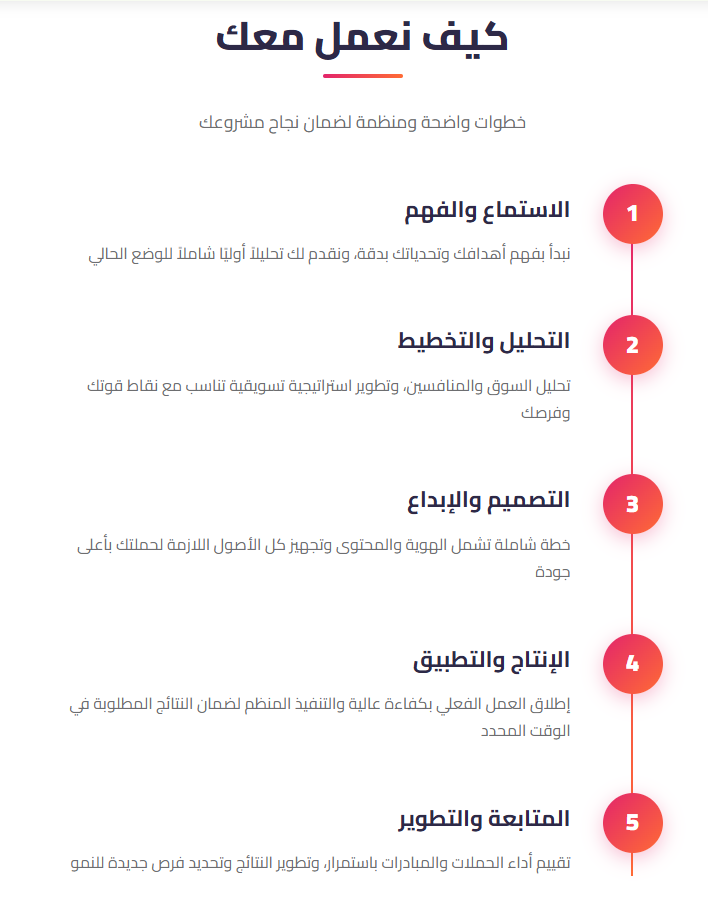 كيف نعمل معك
خطوات واضحة ومنظمة لضمان نجاح مشروعك
1
الاستماع والفهم
نبدأ بفهم أهدافك وتحدياتك بدقة، ونقدم لك تحليلاً أوليًا شاملاً للوضع الحالي
2
التحليل والتخطيط
تحليل السوق والمنافسين، وتطوير استراتيجية تسويقية تناسب مع نقاط قوتك
وفرصك
3
التصميم والإبداع
خطة شاملة تشمل الهوية والمحتوى وتجهيز كل الأصول اللازمة لحملتك بأعلى
جودة
4
الإنتاج والتطبيق
إطلاق العمل الفعلي بكفاءة عالية والتنفيذ المنظم لضمان النتائج المطلوبة في
الوقت المحدد
5
المتابعة والتطوير
تقييم أداء الحملات والمبادرات باستمرار، وتطوير النتائج وتحديد فرص جديدة للنمو